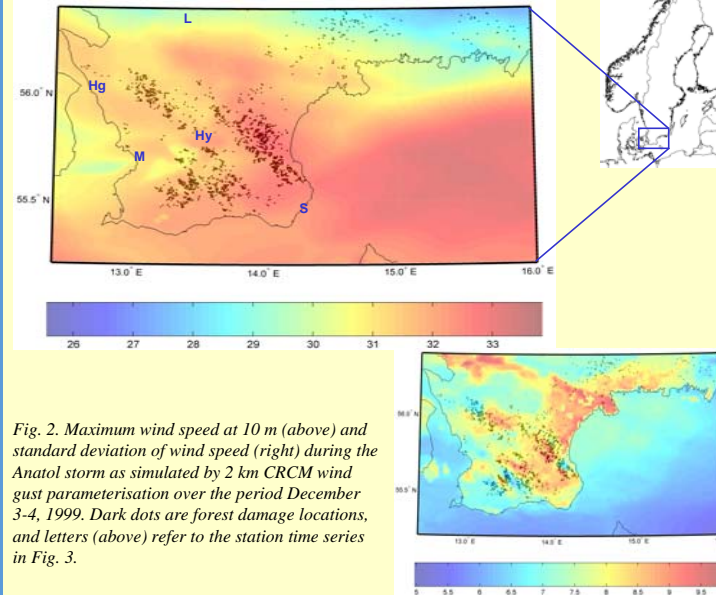 L
Hg
56.0° N
Hy
M
55.5° N
S
13.0° E 14.0° E 15.0° E 16.0° E
26 27 28 29 30 31 32 33
Fig. 2. Maximum wind speed at 10 m (above) and
standard deviation of wind speed (right) during the
Anatol storm as simulated by 2 km CRCM wind
gust parameterisation over the period December
3-4, 1999. Dark dots are forest damage locations,
and letters (above) refer to the station time series
in Fig. 3.
56.0° N
55.5° N
13.0° E 14.0° E 15.0° E
5 5.5 6 6.5 7 7.5 8 8.5 9 9.5